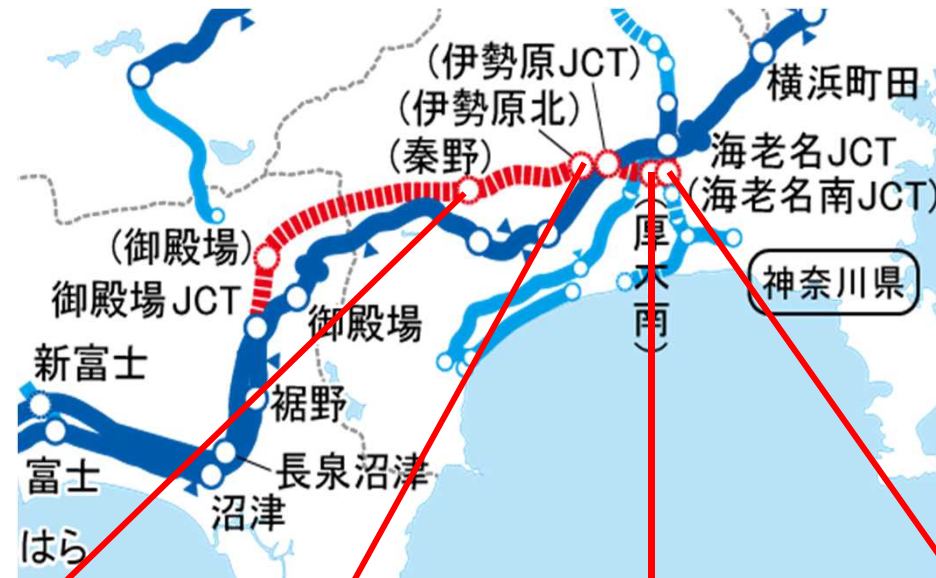 (伊勢原JCT)
(伊勢原北)
(秦野)
横浜町田
海老名JCT
(海老名南JCT)
(厚木南)
神奈川県
(御殿場)
御殿場JCT
御殿場
新富士
裾野
長泉沼津
富士
沼津
はら